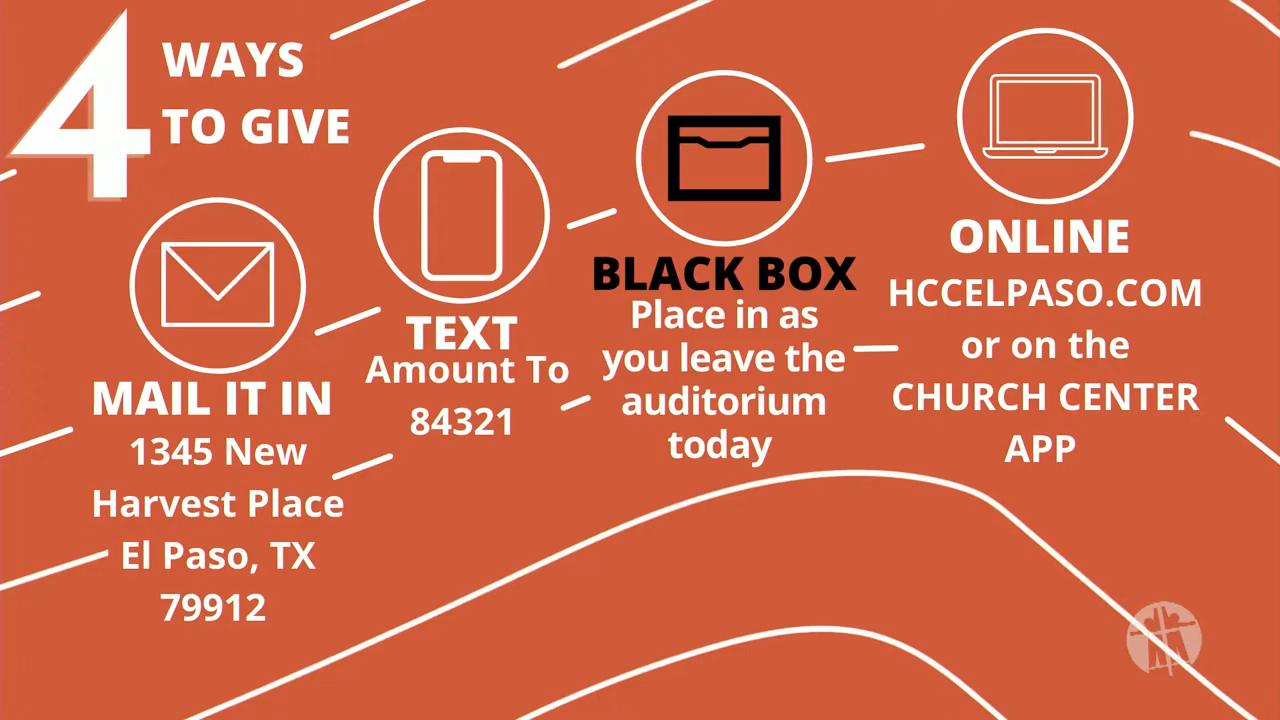 4
WAYS
TO GIVE
MAIL IT IN
1345 New
Harvest Place
El Paso, TX
79912
TEXT
Amount To
84321
BLACK BOX
Place in as
you leave the
auditorium
today
ONLINE
HCCELPASO.COM
or on the
CHURCH CENTER
APP